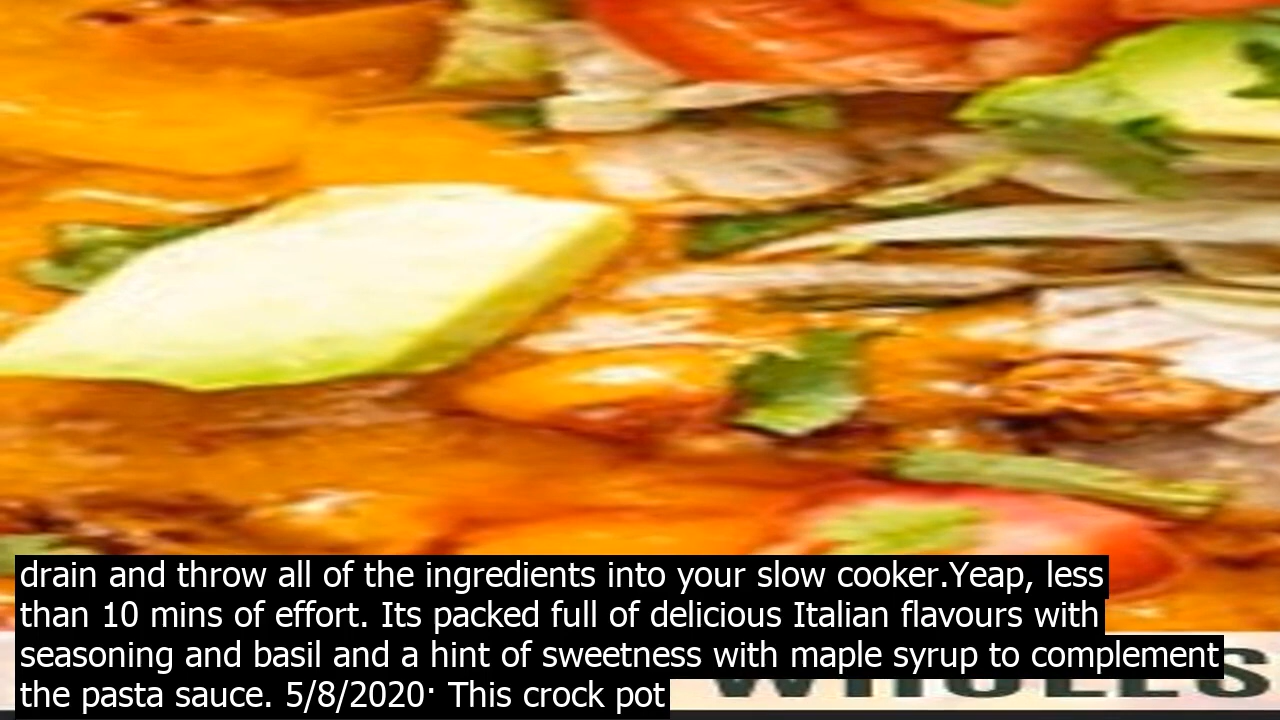 drain and throw all of the ingredients into your slow cooker.Yeap, less
than 10 mins of effort. Its packed full of delicious Italian flavours with
seasoning and basil and a hint of sweetness with maple syrup to complement
the pasta sauce. 5/8/2020· This crock pot